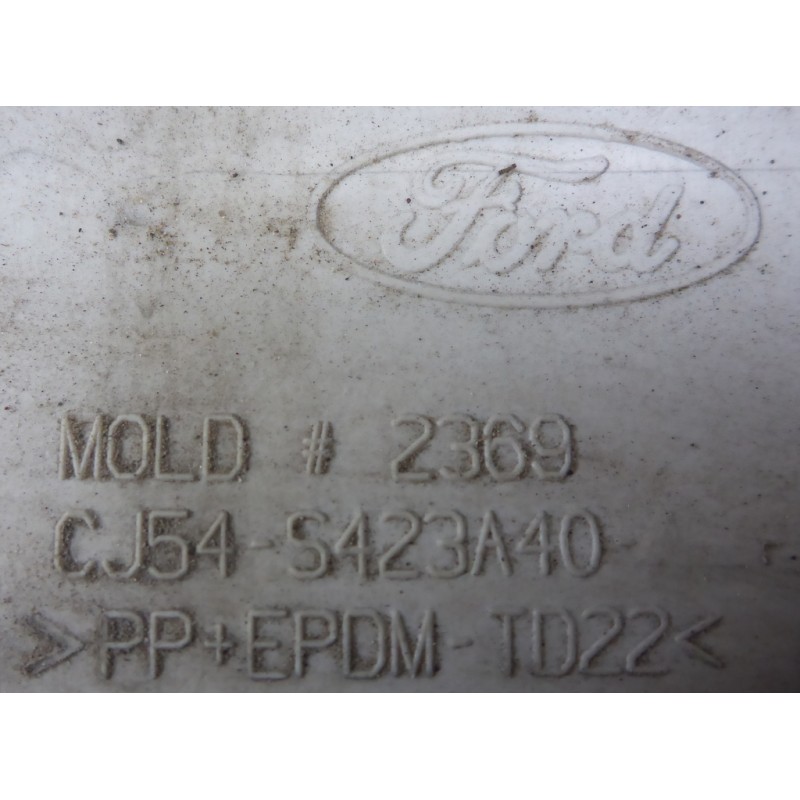 Ford
MOLD # 2369
CJ54-S423A40
>PP+EPDM-TD22<